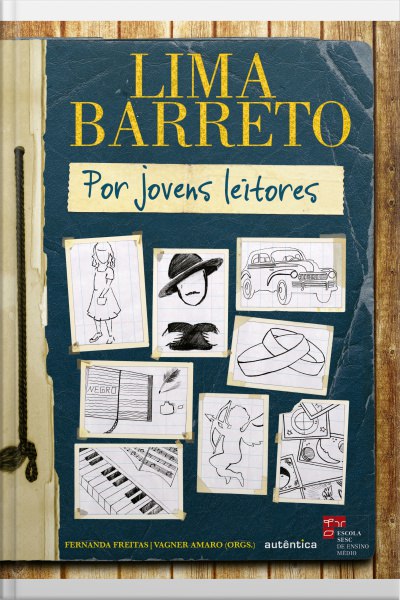 LIMA
BARRETO
Por jovens leitores
NEGRO
FERNANDA FREITAS | VAGNER AMARO (ORGS.)
autêntica
ESCOLA
SESC
DE ENSINO
MÉDIO